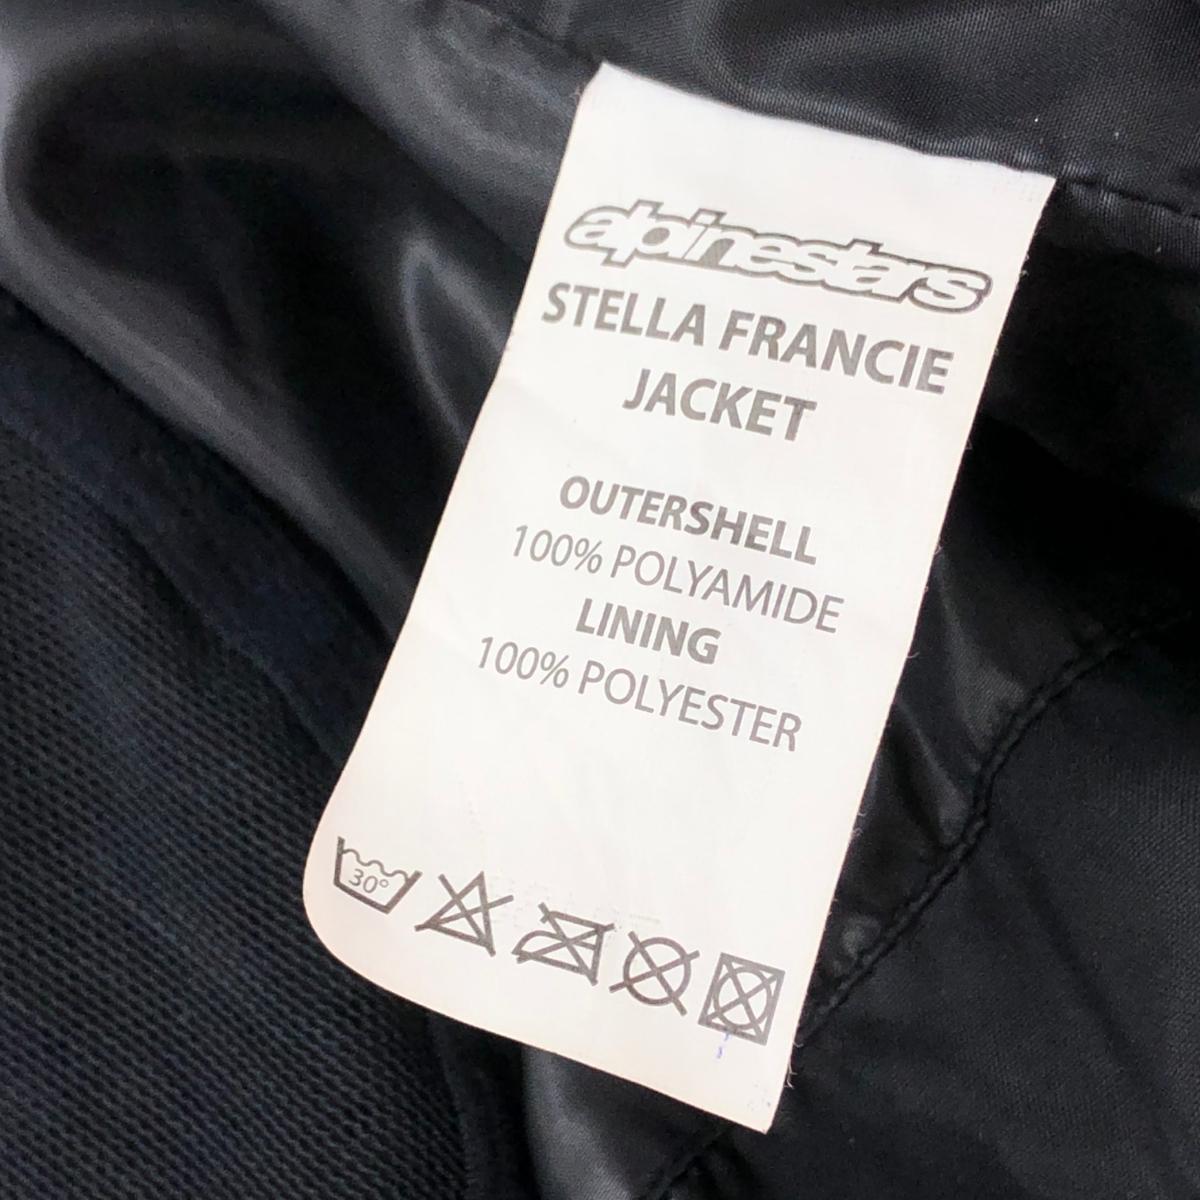 alpinestars
STELLA FRANCIE
JACKET
OUTERSHELL
100% POLYAMIDE
LINING
100% POLYESTER
30°